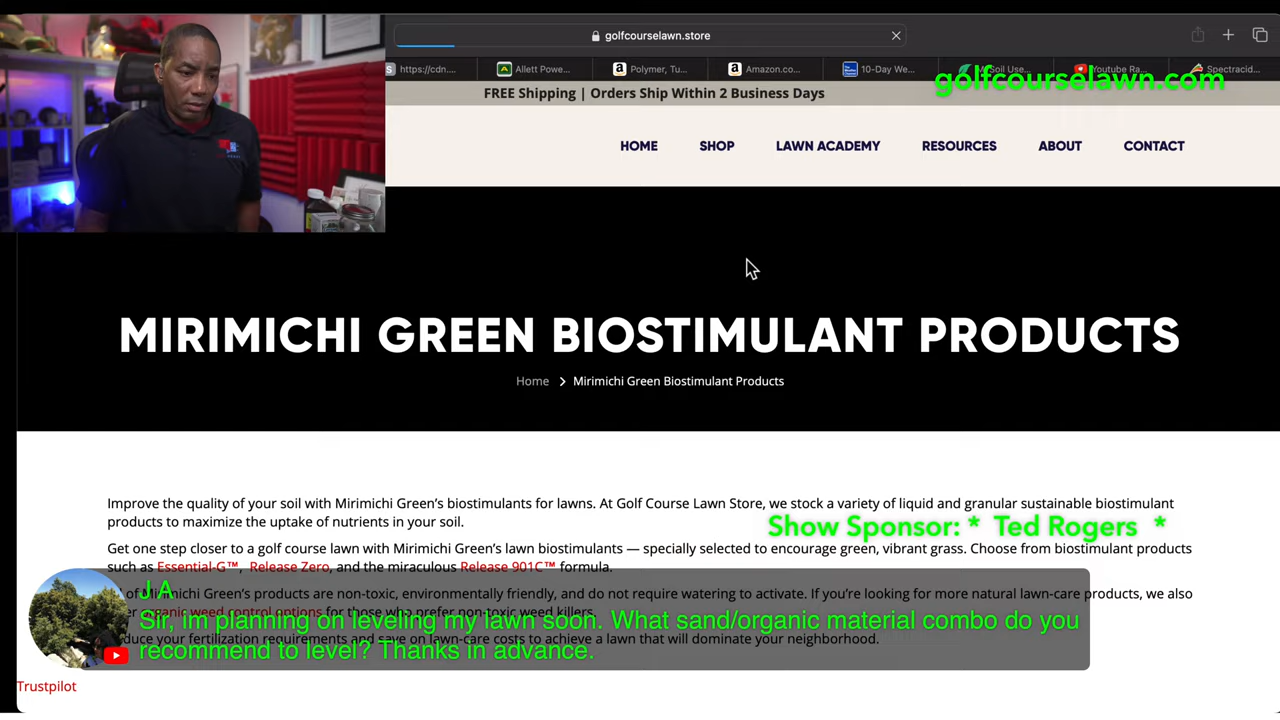 golfcourselawn.store
https://cdn....
Allett Powe...
Polymer, Tu...
Amazon.co...
10-Day We...
Soil Use...
Youtube Ra...
Spectracid...
golfcourselawn.com
FREE Shipping | Orders Ship Within 2 Business Days
HOME
SHOP
LAWN ACADEMY
RESOURCES
ABOUT
CONTACT
MIRIMICHI GREEN BIOSTIMULANT PRODUCTS
Home > Mirimichi Green Biostimulant Products
Improve the quality of your soil with Mirimichi Green's biostimulants for lawns. At Golf Course Lawn Store, we stock a variety of liquid and granular sustainable biostimulant
products to maximize the uptake of nutrients in your soil.
Show Sponsor: * Ted Rogers *
Get one step closer to a golf course lawn with Mirimichi Green's lawn biostimulants — specially selected to encourage green, vibrant grass. Choose from biostimulant products
such as Essential-G™, Release Zero, and the miraculous Release 901C™ formula.
of Mirimichi Green's products are non-toxic, environmentally friendly, and do not require watering to activate. If you're looking for more natural lawn-care products, we also
organic weed control options for those who prefer non-toxic weed killers.
duce your fertilization requirements and save on lawn-care costs to achieve a lawn that will dominate your neighborhood.
J A
Sir, im planning on leveling my lawn soon. What sand/organic material combo do you
recommend to level? Thanks in advance.
Trustpilot